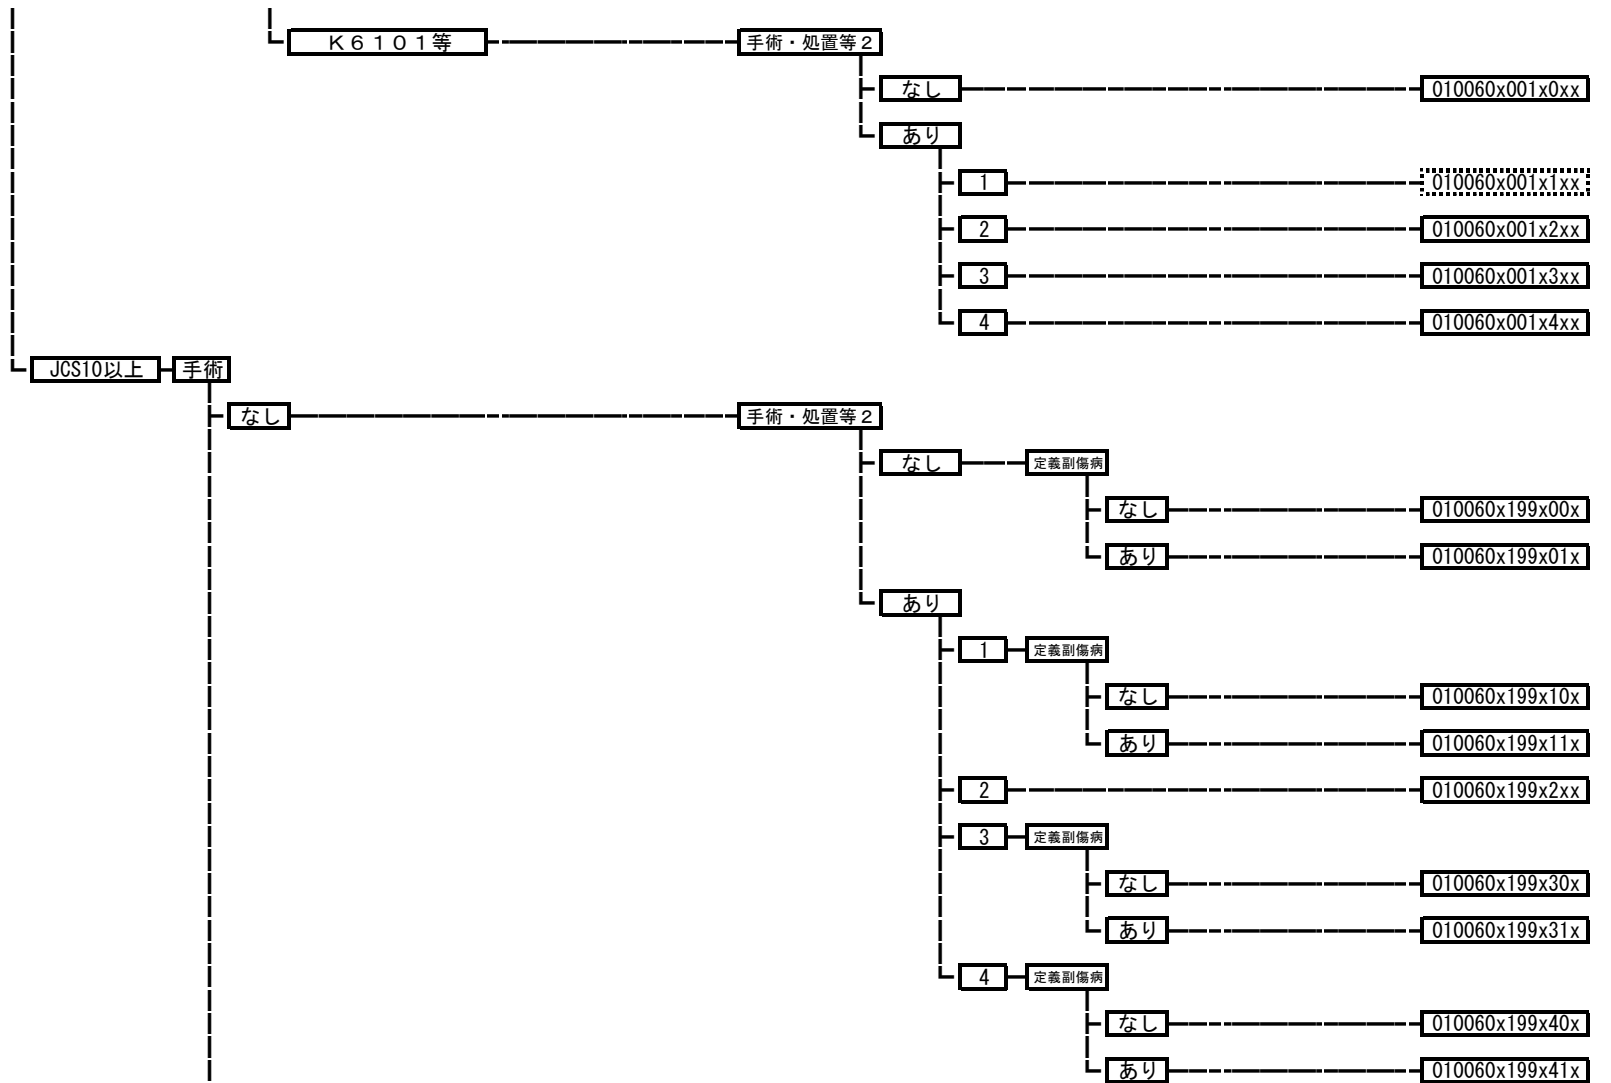 Ｋ６１０１等 手術・処置等２
なし 010060x001x0xx
あり
1 010060x001x1xx
2 010060x001x2xx
3 010060x001x3xx
4 010060x001x4xx
JCS10以上 手術
なし 手術・処置等２
なし 定義副傷病
なし 010060x199x00x
あり 010060x199x01x
あり
1 定義副傷病
なし 010060x199x10x
あり 010060x199x11x
2 010060x199x2xx
3 定義副傷病
なし 010060x199x30x
あり 010060x199x31x
4 定義副傷病
なし 010060x199x40x
あり 010060x199x41x